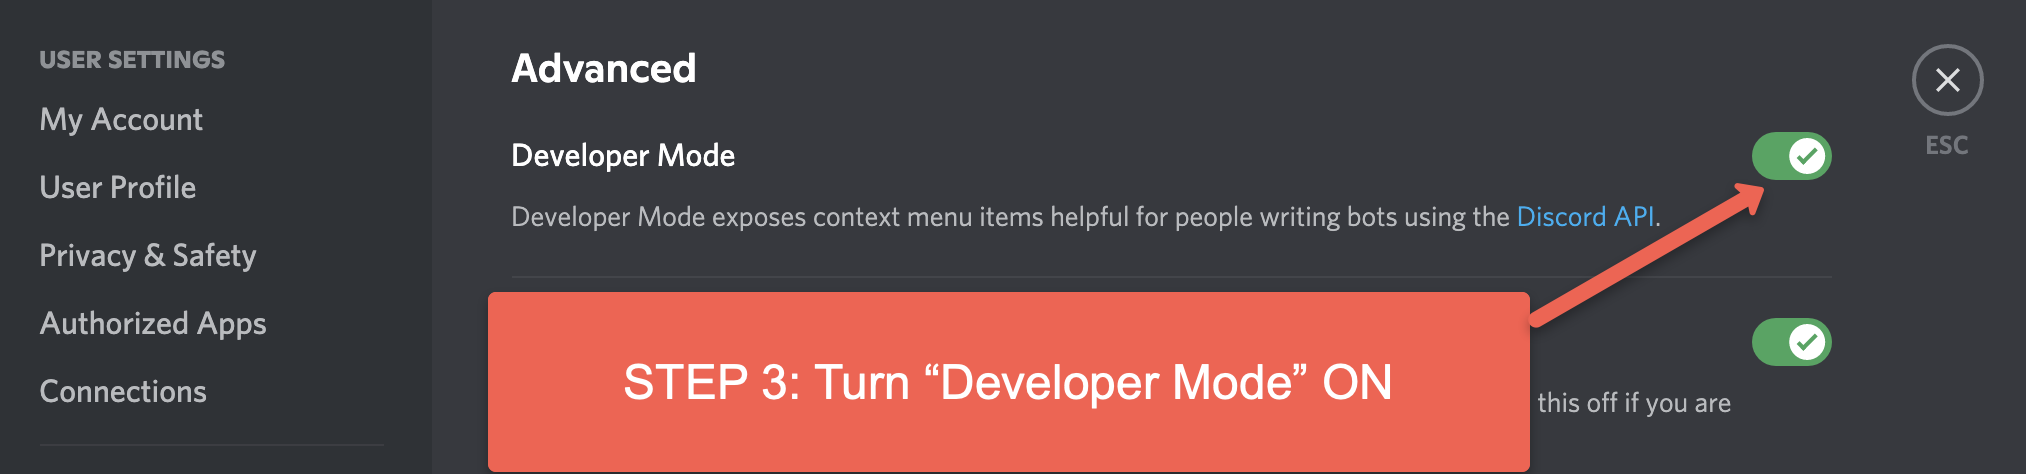 USER SETTINGS
My Account
User Profile
Privacy & Safety
Authorized Apps
Connections
Advanced
Developer Mode
Developer Mode exposes context menu items helpful for people writing bots using the Discord API.
ESC
STEP 3: Turn “Developer Mode” ON
this off if you are